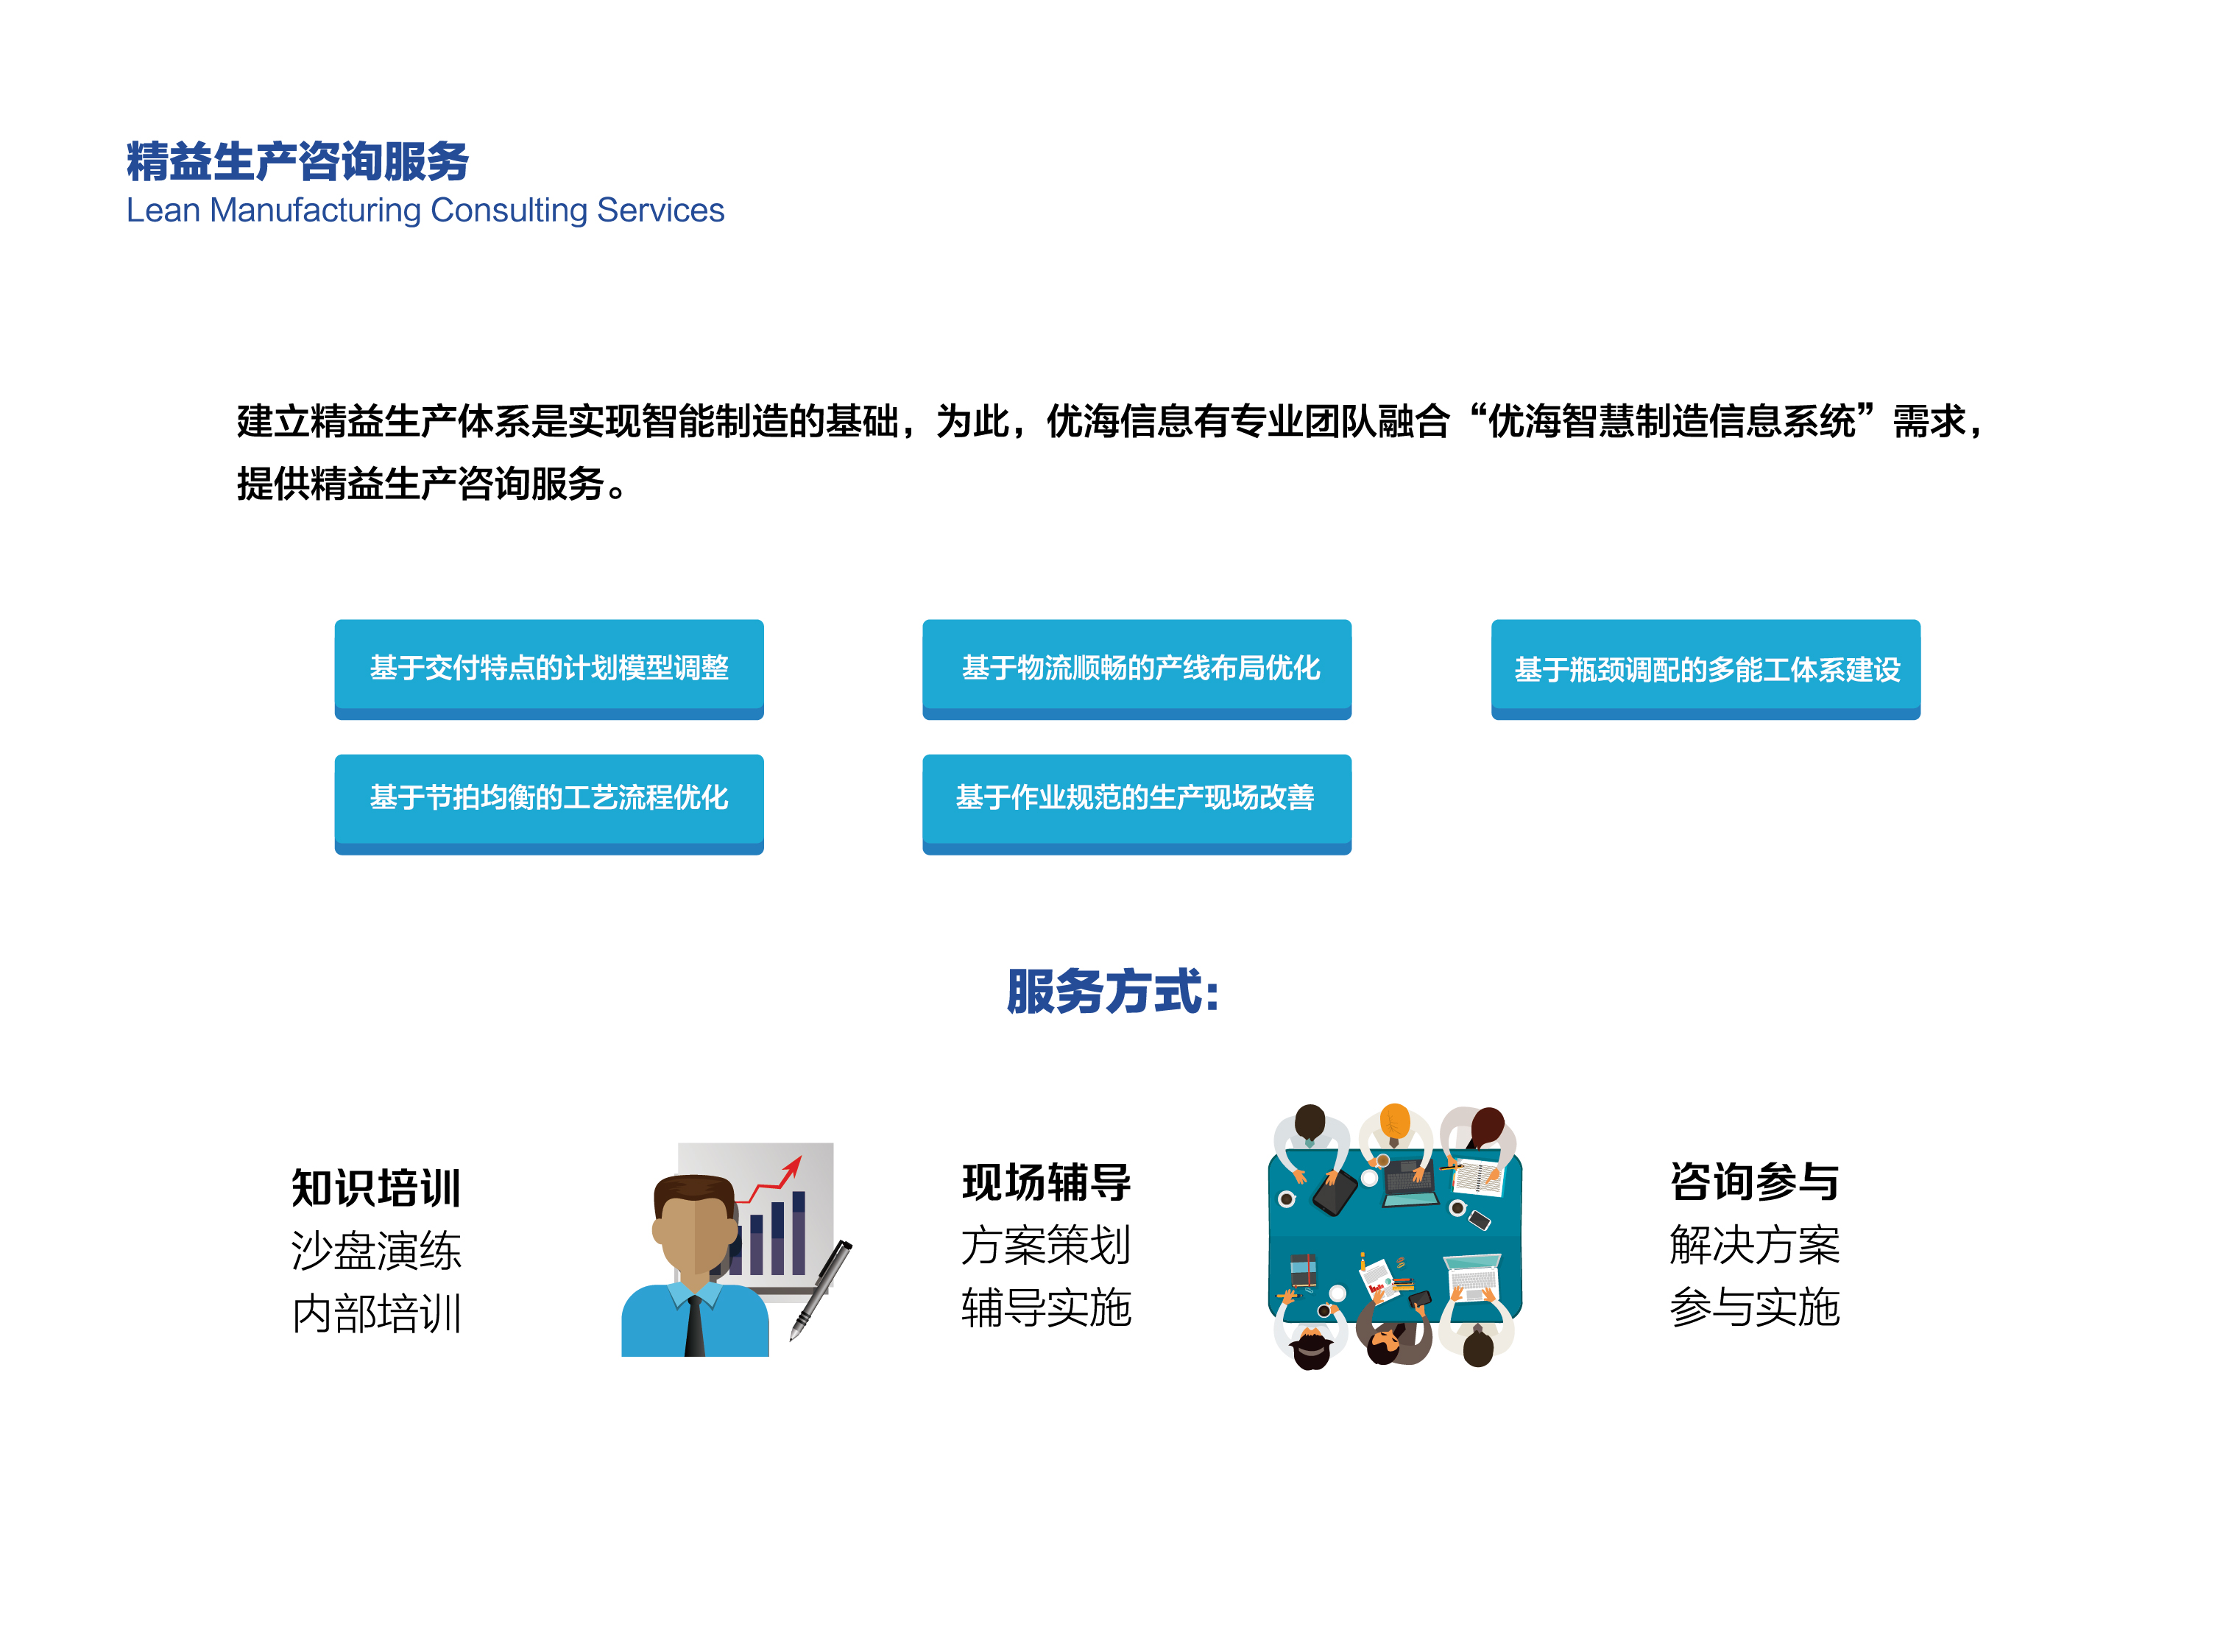 精益生产咨询服务
Lean Manufacturing Consulting Services
建立精益生产体系是实现智能制造的基础，为此，优海信息有专业团队融合“优海智慧制造信息系统”需求，
提供精益生产咨询服务。
基于交付特点的计划模型调整
基于物流顺畅的产线布局优化
基于瓶颈调配的多能工体系建设
基于节拍均衡的工艺流程优化
基于作业规范的生产现场改善
服务方式:
知识培训
沙盘演练
内部培训
现场辅导
方案策划
辅导实施
咨询参与
解决方案
参与实施